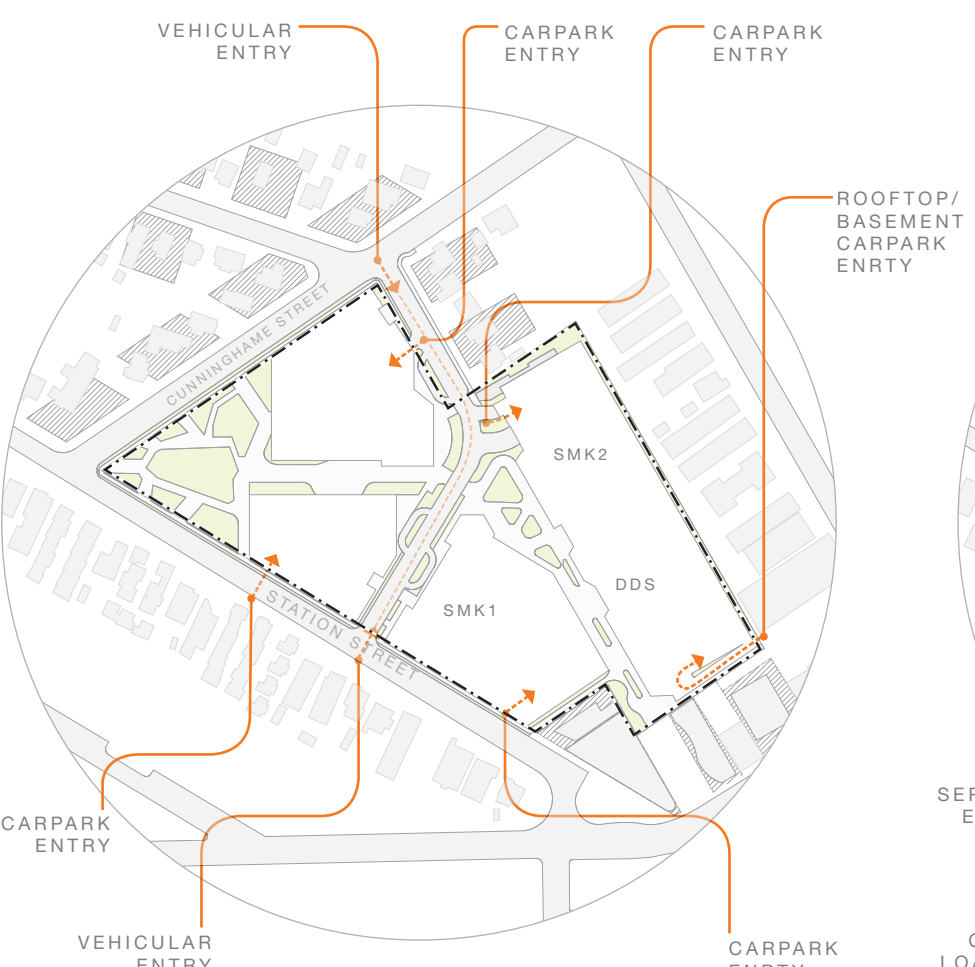 VEHICULAR
ENTRY
CARPARK
ENTRY
CARPARK
ENTRY
ROOFTOP/
BASEMENT
CARPARK
ENRTY
CUNNINGHAME STREET
SMK2
DDS
SMK1
STATION STREET
CARPARK
ENTRY
VEHICULAR
ENTRY
CARPARK